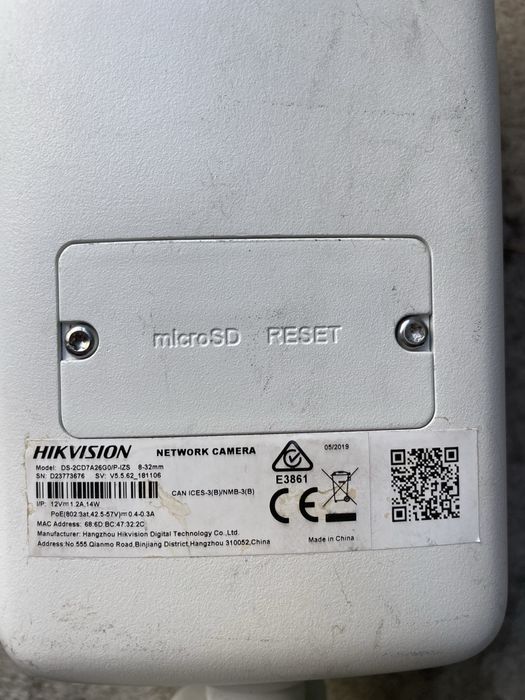 microSD RESET
HIKVISION NETWORK CAMERA
05/2019
Model: DS-2CD7A26G0/P-IZS 8-32mm
SN: D23773676 SV: V5.5.62_181106
E3861
CAN ICES-3(B)/NMB-3(B)
I/P: 12V⎓1.2A,14W
PoE(802.3at,42.5-57V)⎓0.4-0.3A
CE
MAC Address: 68:6D:BC:47:32:2C
Manufacturer: Hangzhou Hikvision Digital Technology Co.,Ltd.
Made in China
Address:No.555 Qianmo Road,Binjiang District,Hangzhou 310052,China